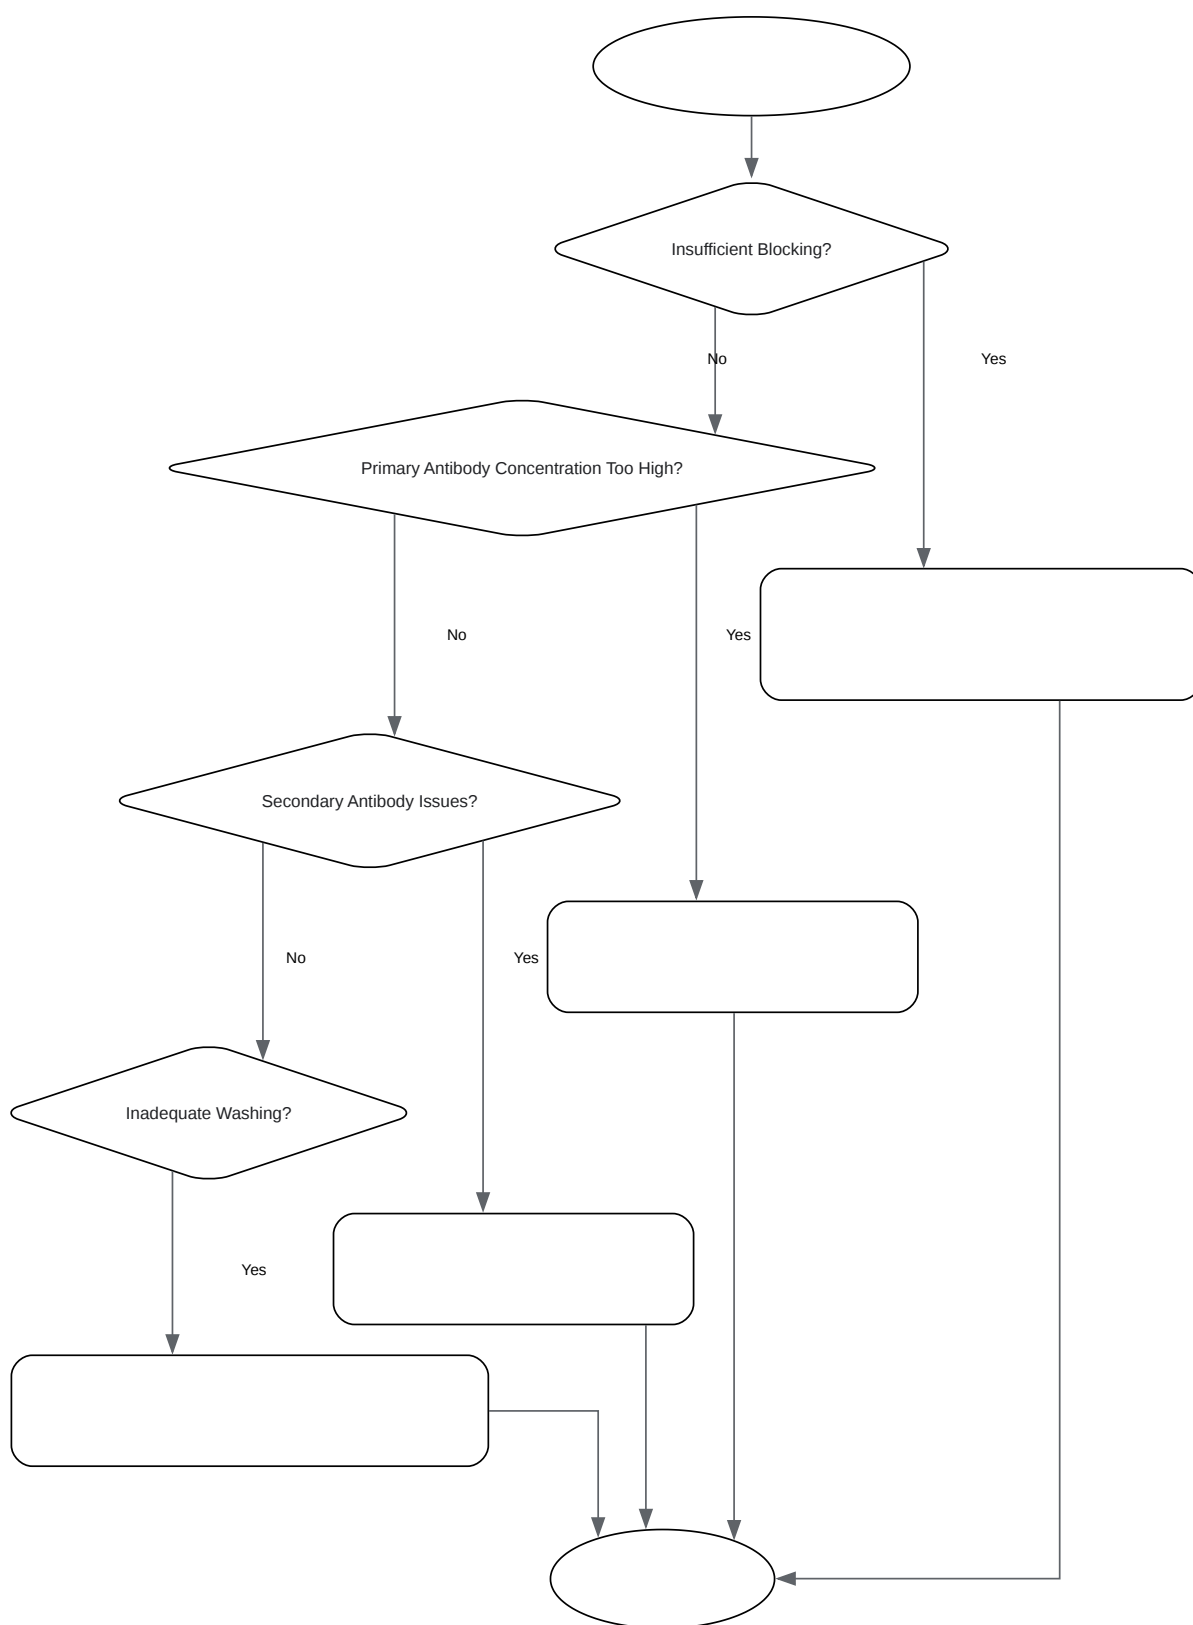 Insufficient Blocking?
No
Yes
Primary Antibody Concentration Too High?
No
Yes
Secondary Antibody Issues?
No
Yes
Inadequate Washing?
Yes